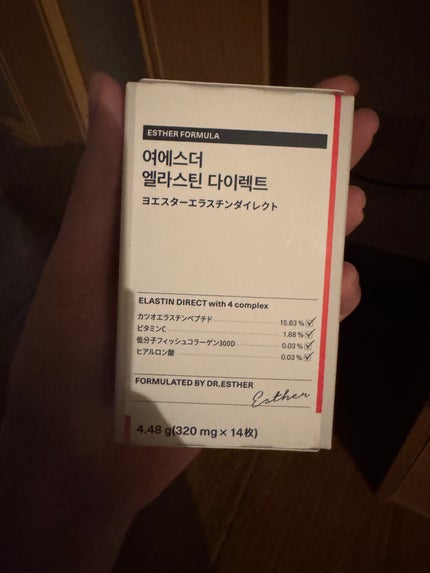 ESTHER FORMULA
여에스더
엘라스틴 다이렉트
ヨエスターエラスチンダイレクト
ELASTIN DIRECT with 4 complex
カツオエラスチンペプチド 15.63 %
ビタミンC 1.88 %
低分子フィッシュコラーゲン300D 0.03 %
ヒアルロン酸 0.03 %
FORMULATED BY DR.ESTHER
Esther
4.48 g(320 mg × 14枚)